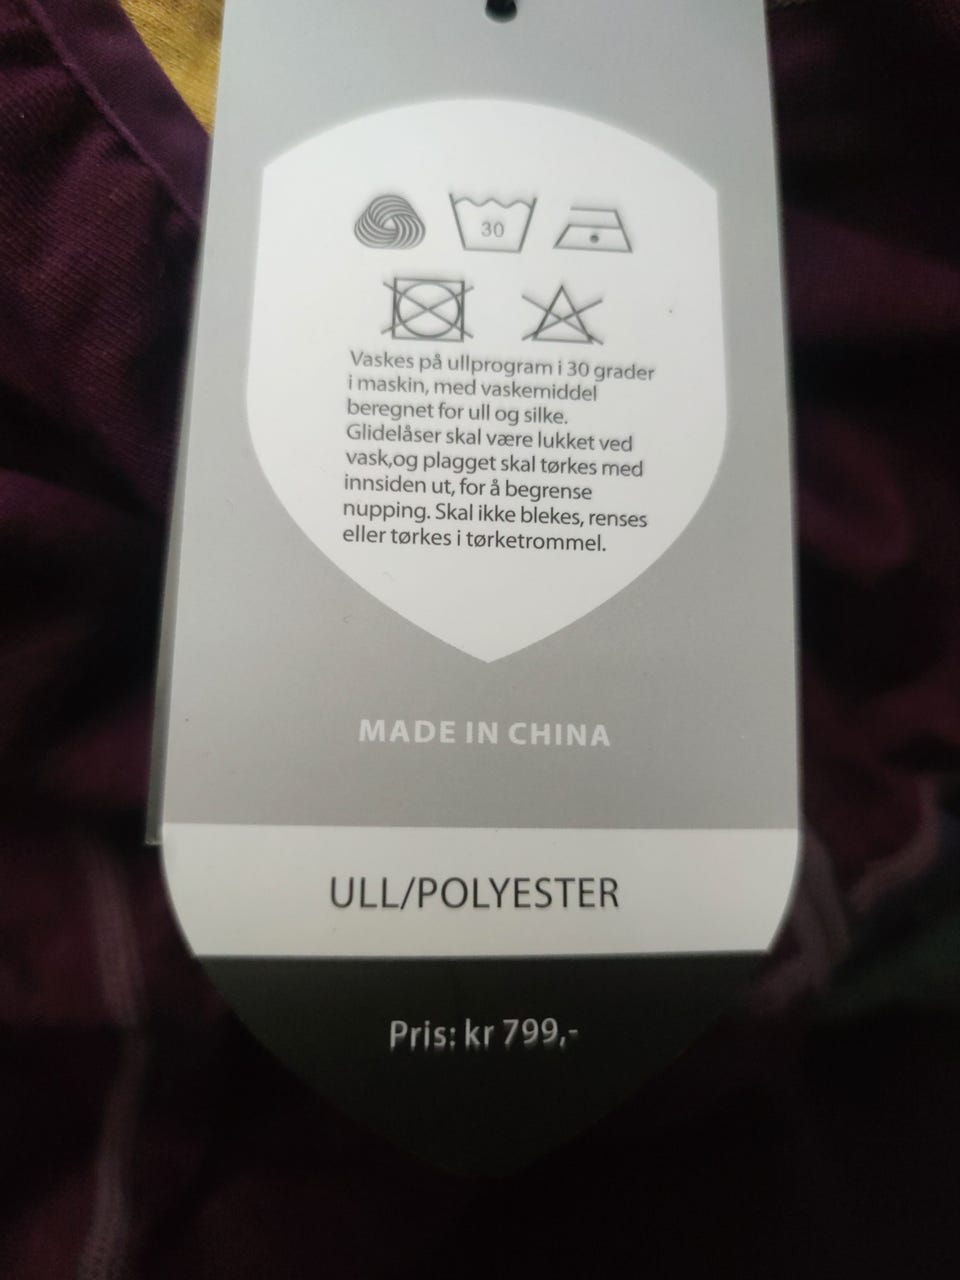 30
Vaskes på ullprogram i 30 grader
i maskin, med vaskemiddel
beregnet for ull og silke.
Glidelåser skal være lukket ved
vask,og plagget skal tørkes med
innsiden ut, for å begrense
nupping. Skal ikke blekes, renses
eller tørkes i tørketrommel.
MADE IN CHINA
ULL/POLYESTER
Pris: kr 799,-